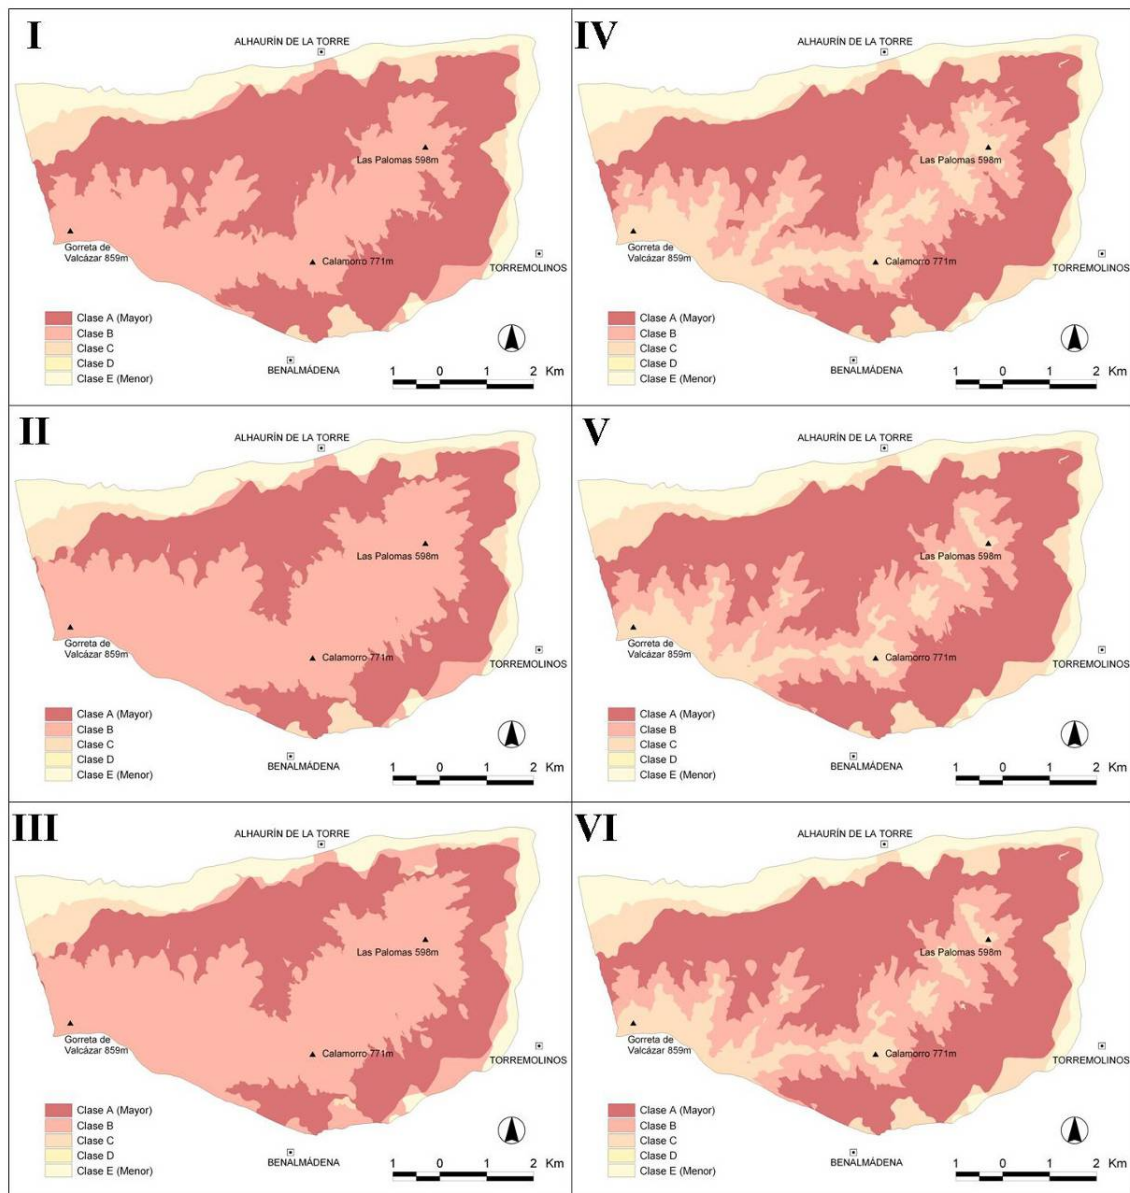 I
ALHAURÍN DE LA TORRE
Las Palomas 598m
Gorreta de
Valcázar 859m
Calamorro 771m
TORREMOLINOS
Clase A (Mayor)
Clase B
Clase C
Clase D
Clase E (Menor)
BENALMÁDENA
1 0 1 2 Km
IV
ALHAURÍN DE LA TORRE
Las Palomas 598m
Gorreta de
Valcázar 859m
Calamorro 771m
TORREMOLINOS
Clase A (Mayor)
Clase B
Clase C
Clase D
Clase E (Menor)
BENALMÁDENA
1 0 1 2 Km
II
ALHAURÍN DE LA TORRE
Las Palomas 598m
Gorreta de
Valcázar 859m
Calamorro 771m
TORREMOLINOS
Clase A (Mayor)
Clase B
Clase C
Clase D
Clase E (Menor)
BENALMÁDENA
1 0 1 2 Km
V
ALHAURÍN DE LA TORRE
Las Palomas 598m
Gorreta de
Valcázar 859m
Calamorro 771m
TORREMOLINOS
Clase A (Mayor)
Clase B
Clase C
Clase D
Clase E (Menor)
BENALMÁDENA
1 0 1 2 Km
III
ALHAURÍN DE LA TORRE
Las Palomas 598m
Gorreta de
Valcázar 859m
Calamorro 771m
TORREMOLINOS
Clase A (Mayor)
Clase B
Clase C
Clase D
Clase E (Menor)
BENALMÁDENA
1 0 1 2 Km
VI
ALHAURÍN DE LA TORRE
Las Palomas 598m
Gorreta de
Valcázar 859m
Calamorro 771m
TORREMOLINOS
Clase A (Mayor)
Clase B
Clase C
Clase D
Clase E (Menor)
BENALMÁDENA
1 0 1 2 Km